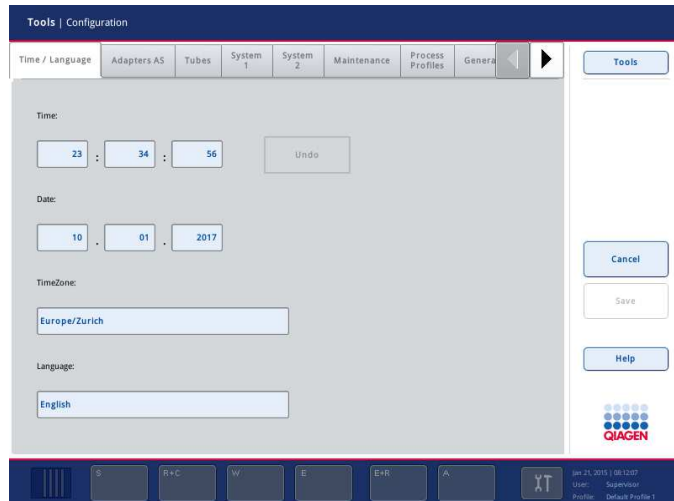 Tools | Configuration
Time / Language
Adapters AS
Tubes
System
1
System
2
Maintenance
Process
Profiles
Genera
Tools
Time:
23 : 34 : 56
Undo
Date:
10 . 01 . 2017
Cancel
TimeZone:
Save
Europe/Zurich
Help
Language:
English
QIAGEN
S
R+C
W
E
E+R
A
Jan 21, 2015 | 08:12:07
User: Supervisor
Profile: Default Profile 1